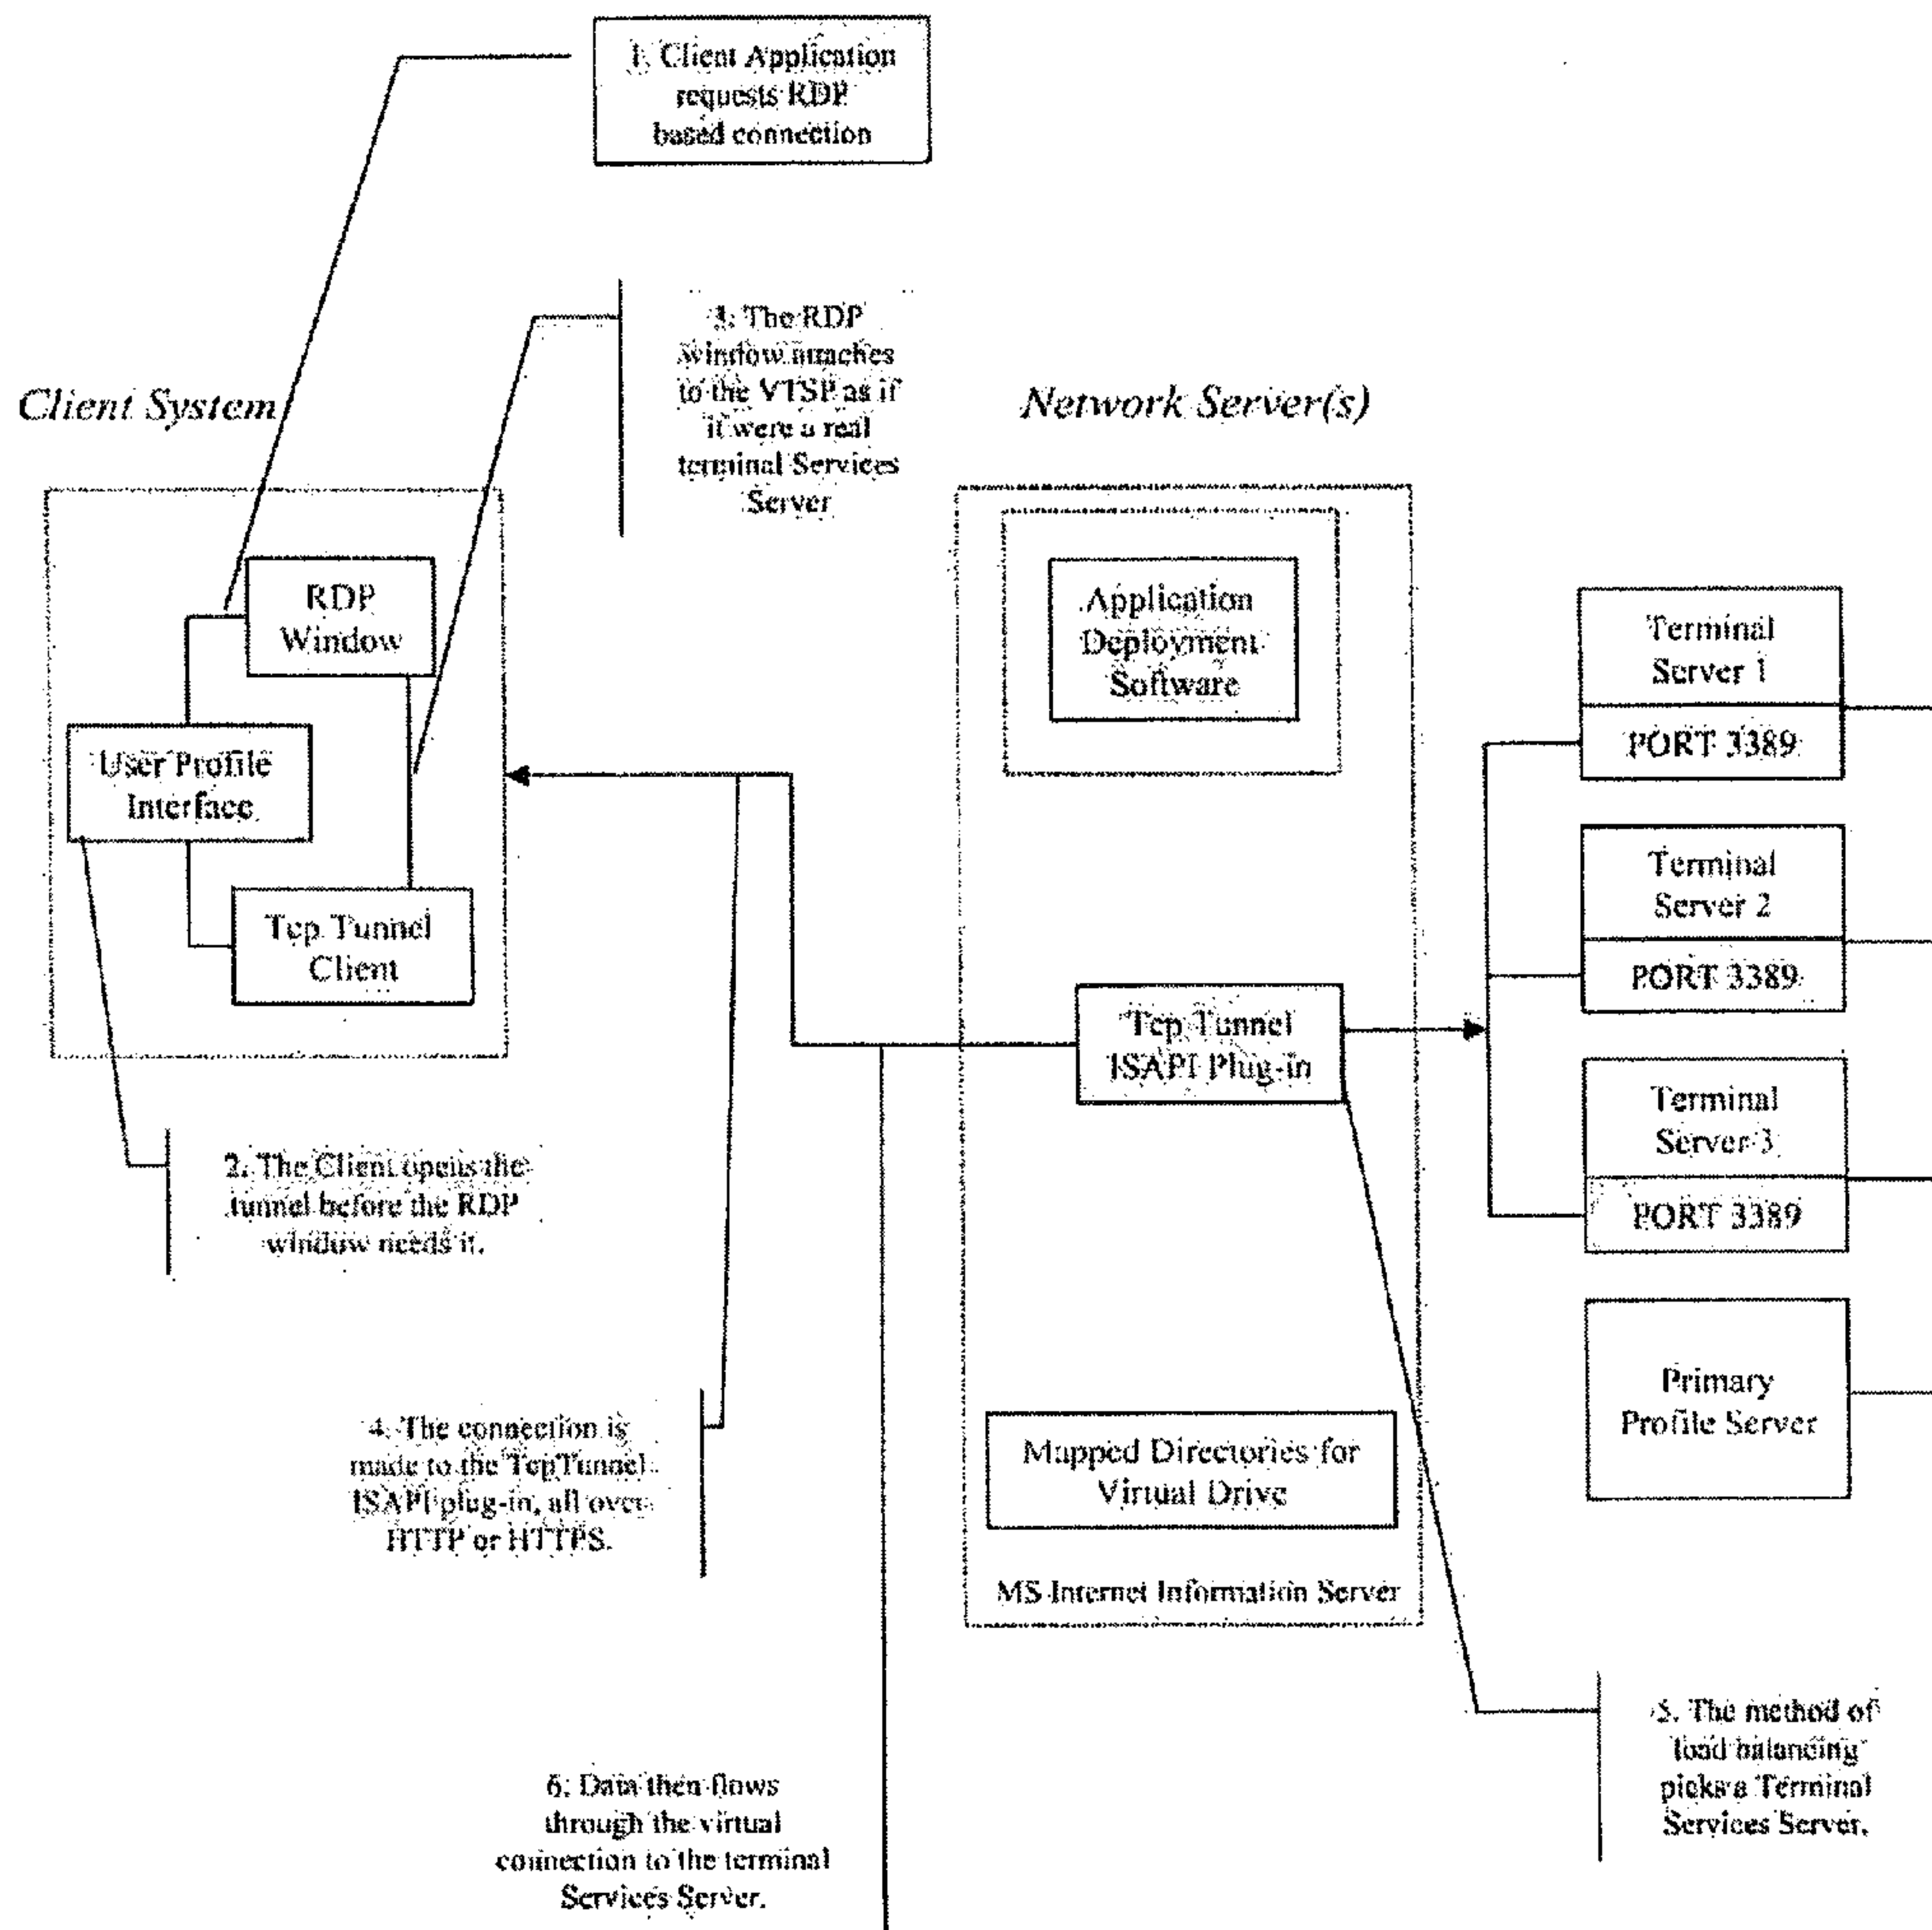 1. Client Application
requests RDP
based connection
3. The RDP
window attaches
to the VTSP as if
it were a real
terminal Services
Server
Client System
Network Server(s)
RDP
Window
User Profile
Interface
Tcp Tunnel
Client
Application
Deployment
Software
Terminal
Server 1
PORT 3389
Terminal
Server 2
PORT 3389
Tcp Tunnel
ISAPI Plug-in
Terminal
Server 3
PORT 3389
2. The Client opens the
tunnel before the RDP
window needs it.
Primary
Profile Server
4. The connection is
made to the TcpTunnel
ISAPI plug-in, all over
HTTP or HTTPS.
Mapped Directories for
Virtual Drive
MS Internet Information Server
5. The method of
load balancing
picks a Terminal
Services Server.
6. Data then flows
through the virtual
connection to the terminal
Services Server.